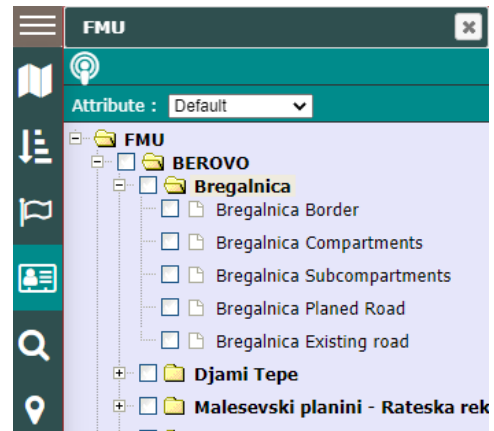 FMU
Attribute : Default
FMU
BEROVO
Bregalnica
Bregalnica Border
Bregalnica Compartments
Bregalnica Subcompartments
Bregalnica Planed Road
Bregalnica Existing road
Djami Tepe
Malesevski planini - Rateska rek